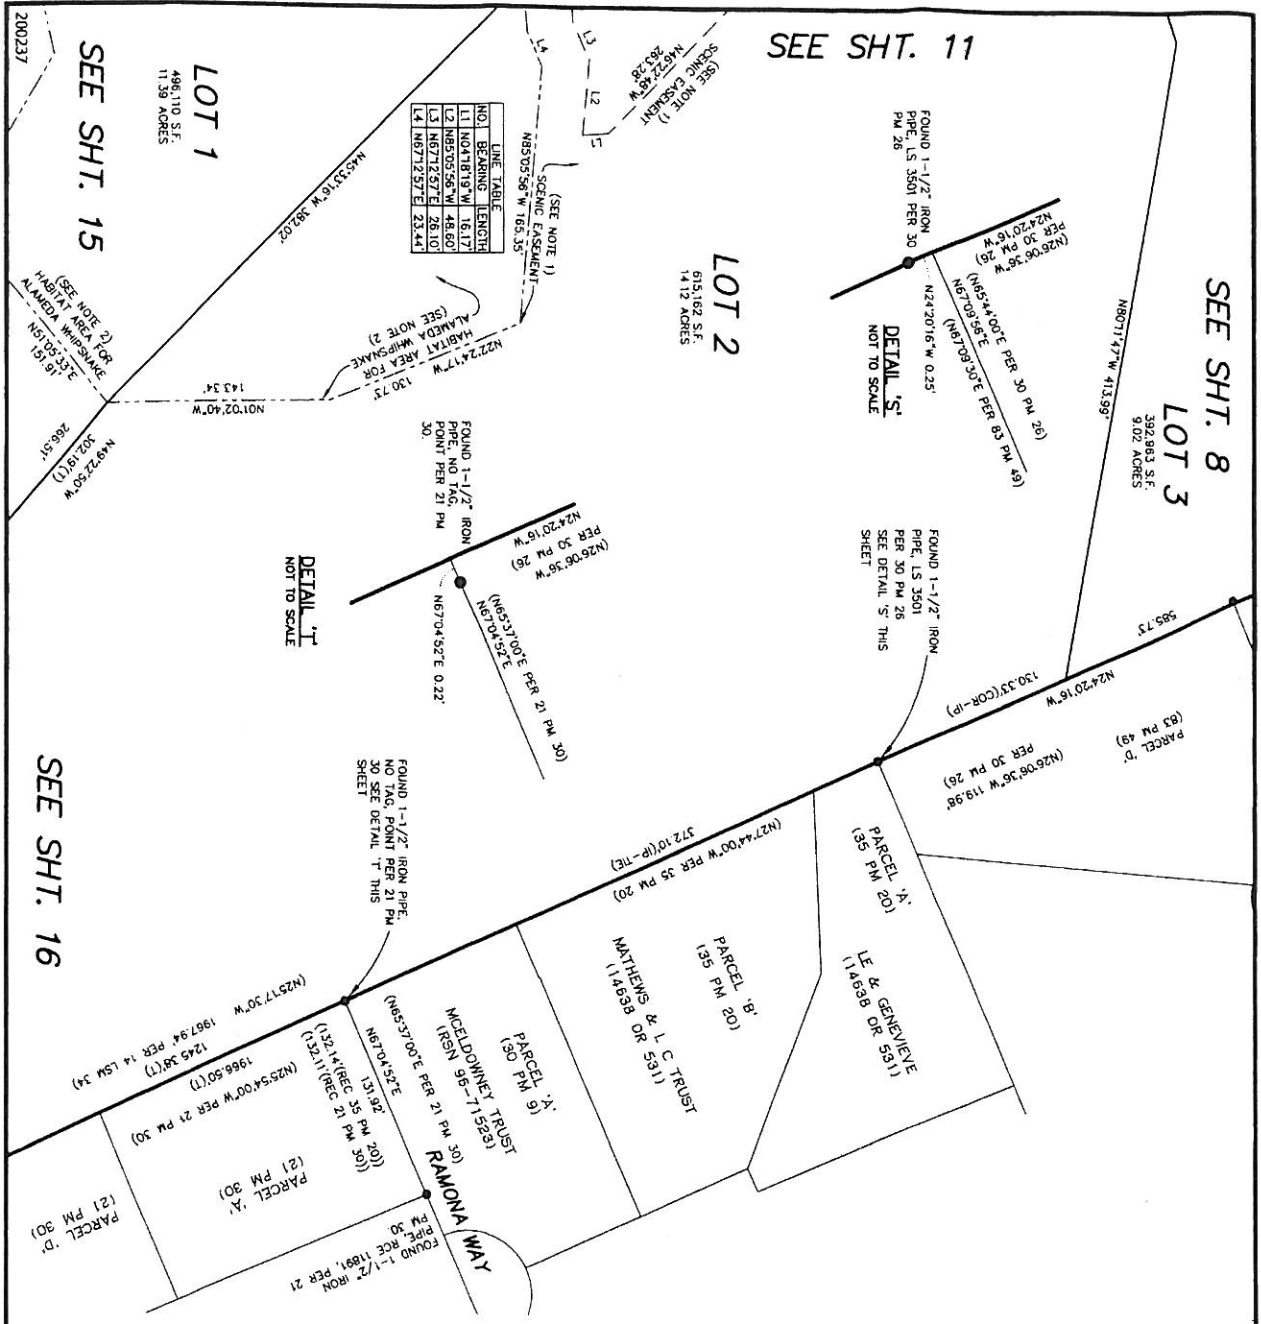 SEE SHT. 11
SEE SHT. 8
LOT 3
392,963 S.F.
9.02 ACRES
N80°11'47"W 413.99'
(SEE NOTE 1)
SCENIC EASEMENT
N46°22'48"W
263.28'
L1
L2
L3
L4
FOUND 1-1/2" IRON
PIPE, LS 3501 PER 30
PM 26
(N26°06'36"W
PER 30 PM 26)
N24°20'16"W
N24°20'16"W 0.25'
(N65°44'00"E PER 30 PM 26)
N67°09'56"E
(N67°09'30"E PER 83 PM 49)
DETAIL 'S'
NOT TO SCALE
LOT 2
615,162 S.F.
14.12 ACRES
LOT 1
496,110 S.F.
11.39 ACRES
SEE SHT. 15
200237
N45°33'16"W 382.02'
LINE TABLE
NO. BEARING LENGTH
L1 N04°18'19"W 16.17'
L2 N85°05'56"W 48.60'
L3 N67°12'57"E 26.10'
L4 N67°12'57"E 23.44'
(SEE NOTE 1)
SCENIC EASEMENT
N85°05'56"W 165.35'
N22°24'17"W 130.73'
HABITAT AREA FOR
ALAMEDA WHIPSNAKE
(SEE NOTE 2)
N01°02'40"W
143.34'
(SEE NOTE 2)
HABITAT AREA FOR
ALAMEDA WHIPSNAKE
N51°05'33"E
151.91'
N49°22'50"W
302.19'(T)
266.51'
FOUND 1-1/2" IRON
PIPE, NO TAG,
POINT PER 21 PM
30.
(N26°06'36"W
PER 30 PM 26)
N24°20'16"W
(N65°37'00"E PER 21 PM 30)
N67°04'52"E
N67°04'52"E 0.22'
DETAIL 'T'
NOT TO SCALE
FOUND 1-1/2" IRON
PIPE, LS 3501
PER 30 PM 26
SEE DETAIL 'S' THIS
SHEET
585.73'
N24°20'16"W
130.33'(COR-IP)
(N26°06'36"W 119.98'
PER 30 PM 26)
PARCEL 'D'
(83 PM 49)
PARCEL 'A'
(35 PM 20)
LE & GENEVIEVE
(14638 OR 531)
372.10'(IP-TIE)
(N27°44'00"W PER 35 PM 20)
PARCEL 'B'
(35 PM 20)
MATHEWS & L C TRUST
(14638 OR 531)
FOUND 1-1/2" IRON PIPE,
NO TAG, POINT PER 21 PM
30 SEE DETAIL 'T' THIS
SHEET
PARCEL 'A'
(30 PM 9)
MCELDOWNEY TRUST
(RSN 96-71523)
(N65°37'00"E PER 21 PM 30)
N67°04'52"E
131.92'
(132.14'(REC 35 PM 20))
(132.11'(REC 21 PM 30))
RAMONA WAY
SEE SHT. 16
(N25°17'30"W 1967.94' PER 14 LSM 34)
1245.38'(T)
1966.50'(T)
(N25°54'00"W PER 21 PM 30)
PARCEL 'A'
(21 PM 30)
PARCEL 'D'
(21 PM 30)
FOUND 1-1/2" IRON
PIPE, RCE 11891, PER 21
PM 30.